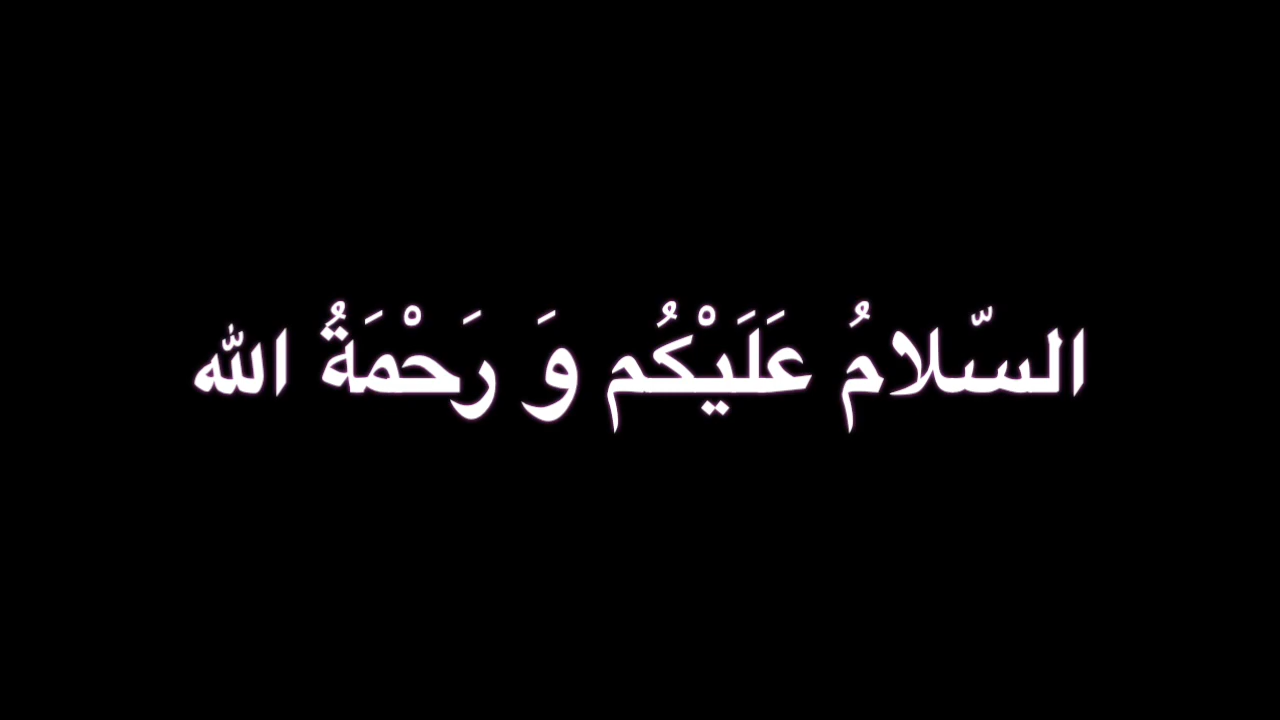 السّلامُ عَلَيْكُم وَ رَحْمَةُ الله